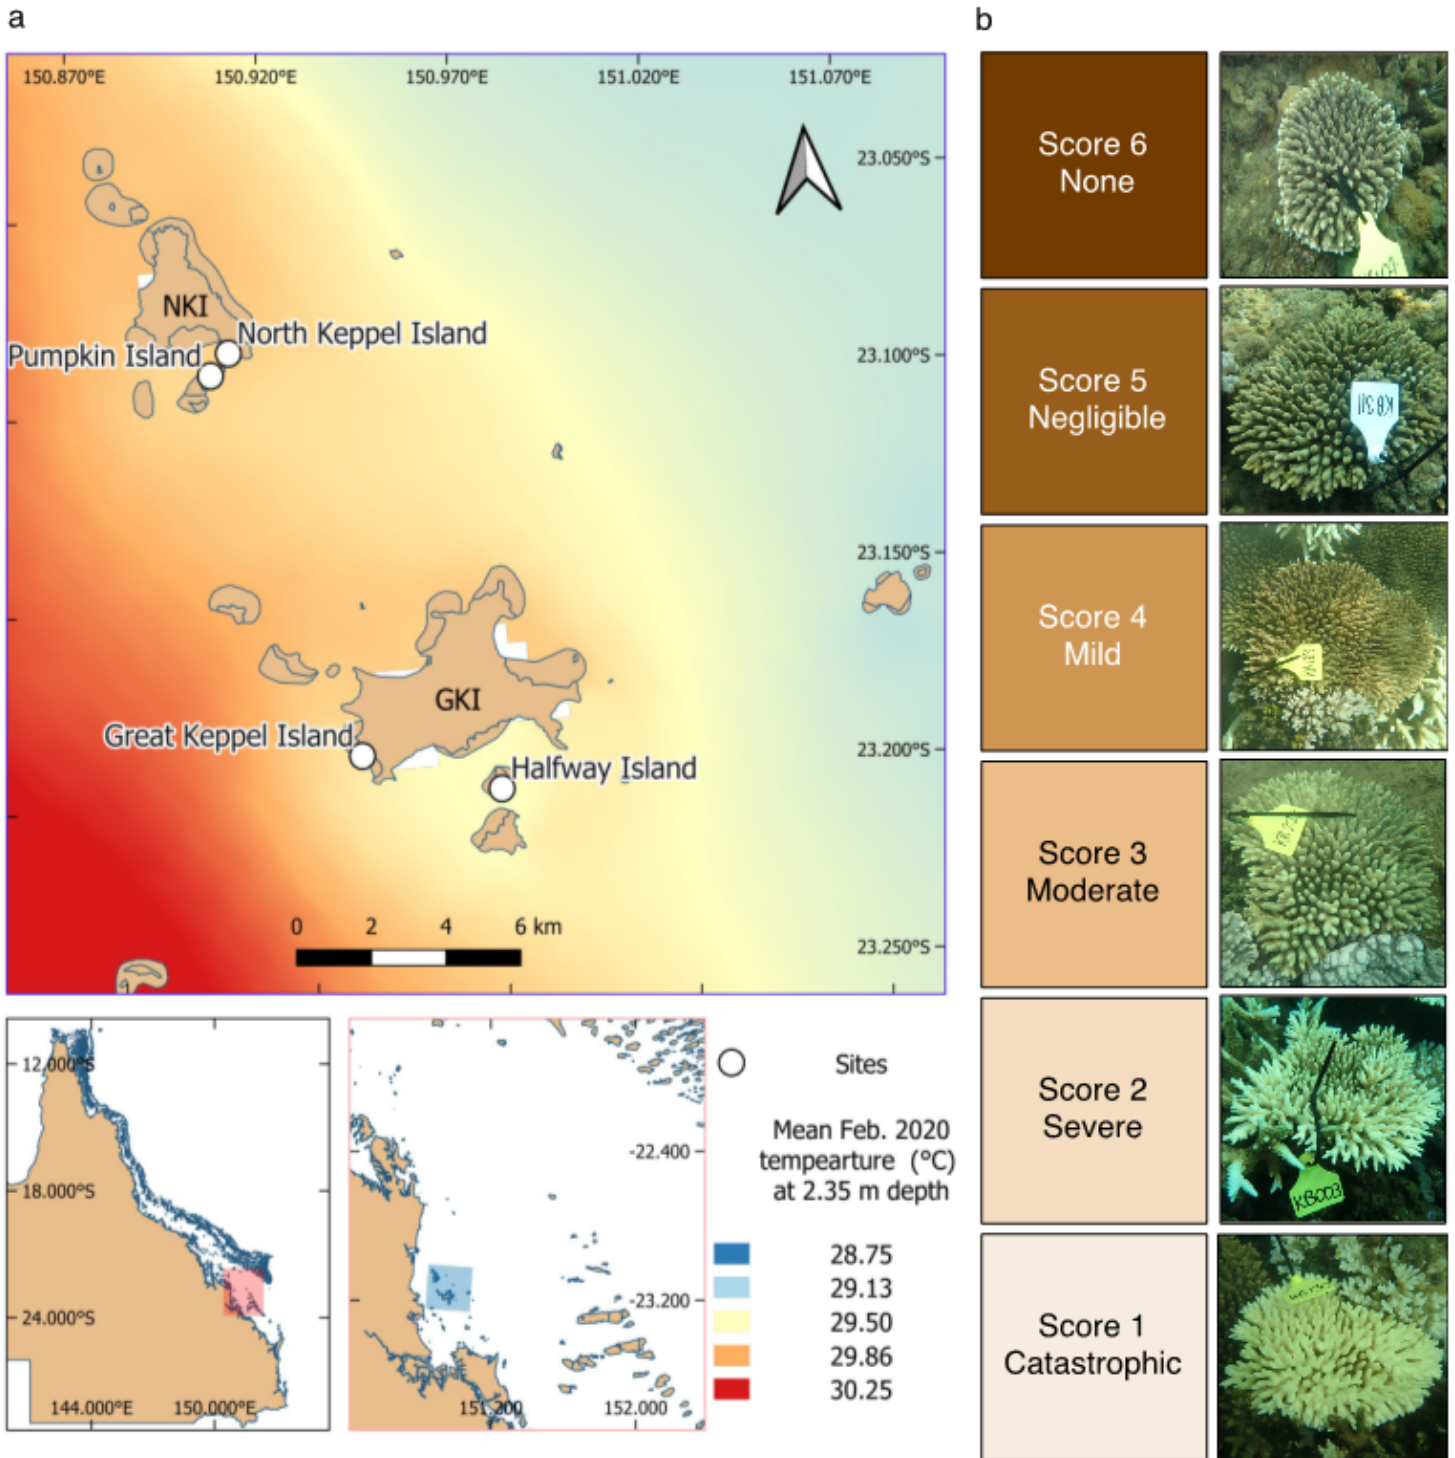 a
150.870°E
150.920°E
150.970°E
151.020°E
151.070°E
23.050°S
23.100°S
23.150°S
23.200°S
23.250°S
NKI
North Keppel Island
Pumpkin Island
GKI
Great Keppel Island
Halfway Island
0 2 4 6 km
12.000°S
18.000°S
24.000°S
144.000°E
150.000°E
-22.400
-23.200
151.200
152.000
Sites
Mean Feb. 2020
tempearture (°C)
at 2.35 m depth
28.75
29.13
29.50
29.86
30.25
b
Score 6
None
Score 5
Negligible
KB311
Score 4
Mild
Score 3
Moderate
Score 2
Severe
KB003
Score 1
Catastrophic